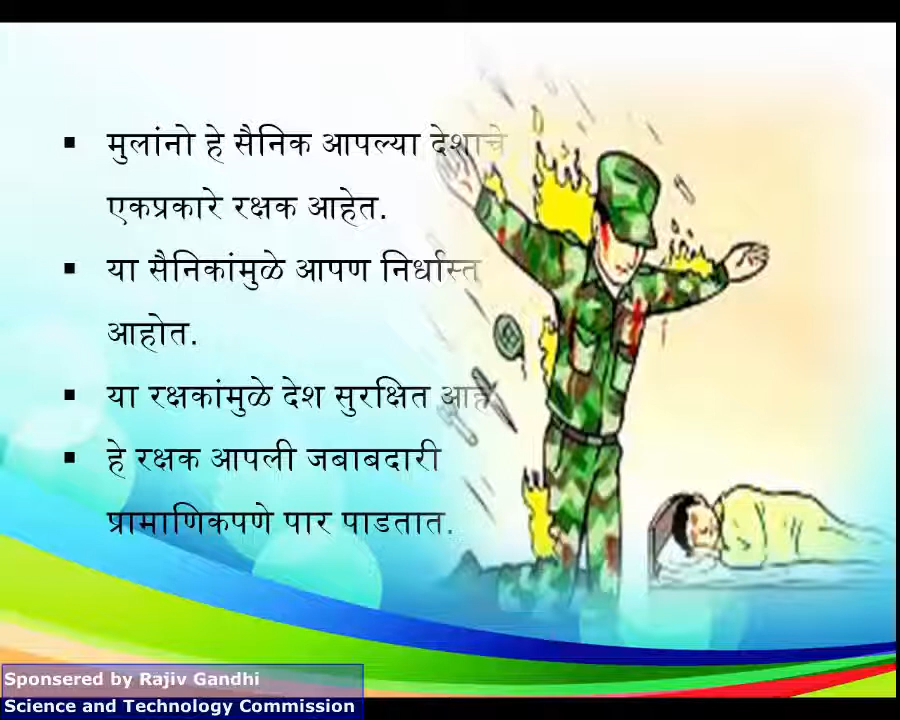 ▪ मुलांनो हे सैनिक आपल्या देशाचे
एकप्रकारे रक्षक आहेत.
▪ या सैनिकांमुळे आपण निर्धास्त
आहोत.
▪ या रक्षकांमुळे देश सुरक्षित आहे
▪ हे रक्षक आपली जबाबदारी
प्रामाणिकपणे पार पाडतात.
Sponsered by Rajiv Gandhi
Science and Technology Commission